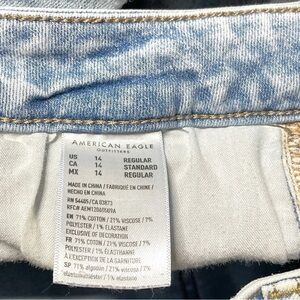 AMERICAN EAGLE
OUTFITTERS
US 14 REGULAR
CA 14 STANDARD
MX 14 REGULAR
MADE IN CHINA / FABRIQUÉ EN CHINE /
HECHO EN CHINA
RN 54485/CA 03873
EN 71% COTTON / 21% VISCOSE / 7%
POLYESTER / 1% ELASTANE
EXCLUSIVE OF DECORATION
FR 71% COTON / 21% VISCOSE / 7%
POLYESTER / 1% ÉLASTHANNE
À L'EXCEPTION DE LA GARNITURE
SP 71% algodón / 21% viscosa / 7%